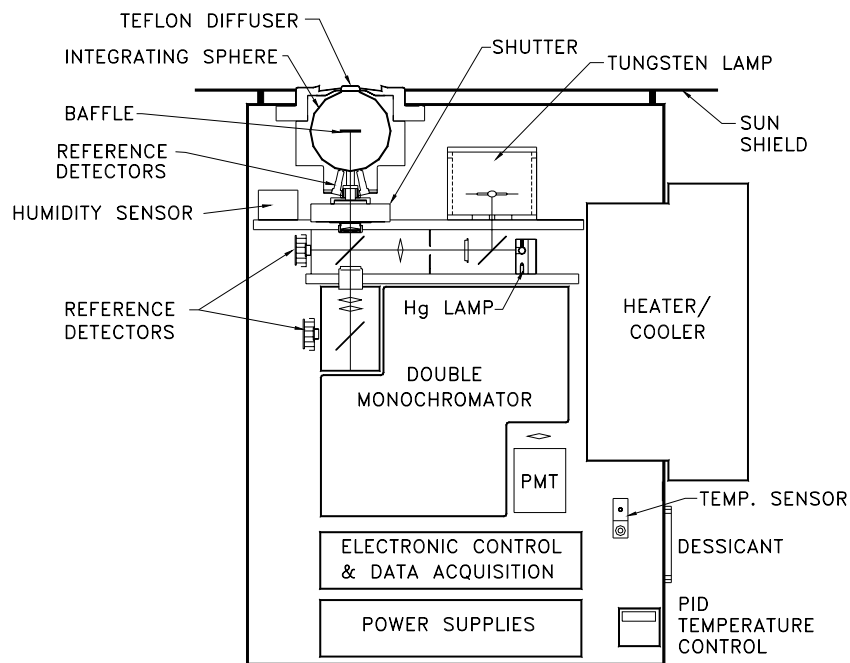 TEFLON DIFFUSER
INTEGRATING SPHERE
SHUTTER
TUNGSTEN LAMP
BAFFLE
SUN
SHIELD
REFERENCE
DETECTORS
HUMIDITY SENSOR
REFERENCE
DETECTORS
Hg LAMP
HEATER/
COOLER
DOUBLE
MONOCHROMATOR
PMT
TEMP. SENSOR
ELECTRONIC CONTROL
& DATA ACQUISITION
DESSICANT
POWER SUPPLIES
PID
TEMPERATURE
CONTROL